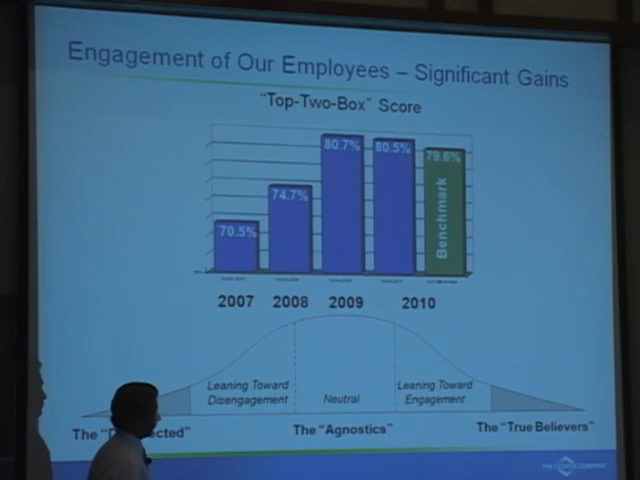 Engagement of Our Employees – Significant Gains
"Top-Two-Box" Score
70.5%
74.7%
80.7%
80.5%
79.6%
Benchmark
2007 2008 2009 2010
Leaning Toward Disengagement
Neutral
Leaning Toward Engagement
The "Agnostics"
The "True Believers"